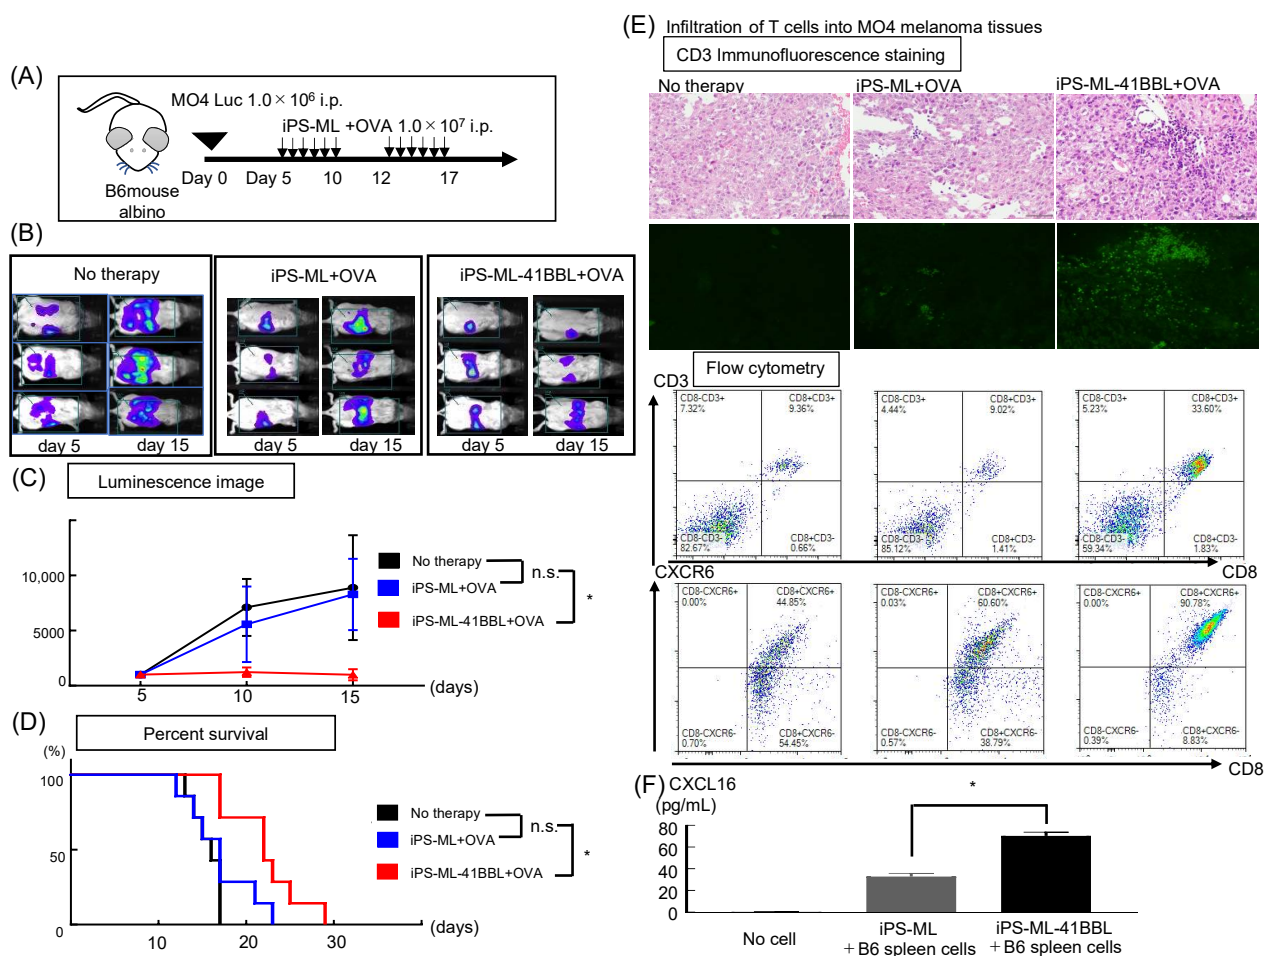 (A)
MO4 Luc 1.0×10⁶ i.p.
iPS-ML +OVA 1.0×10⁷ i.p.
Day 0 Day 5 10 12 17
B6mouse
albino
(B)
No therapy
iPS-ML+OVA
iPS-ML-41BBL+OVA
day 5 day 15 day 5 day 15 day 5 day 15
(C)
Luminescence image
10,000
5000
0
5 10 15 (days)
No therapy
iPS-ML+OVA
iPS-ML-41BBL+OVA
n.s.
*
(D)
Percent survival
(%)
100
50
0
10 20 30 (days)
No therapy
iPS-ML+OVA
iPS-ML-41BBL+OVA
n.s.
*
(E)
Infiltration of T cells into MO4 melanoma tissues
CD3 Immunofluorescence staining
No therapy iPS-ML+OVA iPS-ML-41BBL+OVA
Flow cytometry
CD3
CD8-CD3+ CD8+CD3+
7.32% 9.36%
CD8-CD3- CD8+CD3-
82.67% 0.66%
CD8-CD3+ CD8+CD3+
4.44% 9.02%
CD8-CD3- CD8+CD3-
85.12% 1.41%
CD8-CD3+ CD8+CD3+
5.23% 33.60%
CD8-CD3- CD8+CD3-
59.34% 1.83%
CD8
CXCR6
CD8-CXCR6+ CD8+CXCR6+
0.00% 44.85%
CD8-CXCR6- CD8+CXCR6-
0.70% 54.45%
CD8-CXCR6+ CD8+CXCR6+
0.03% 60.60%
CD8-CXCR6- CD8+CXCR6-
0.57% 38.79%
CD8-CXCR6+ CD8+CXCR6+
0.00% 90.78%
CD8-CXCR6- CD8+CXCR6-
0.39% 8.83%
CD8
(F)
CXCL16
(pg/mL)
80
60
40
20
0
*
No cell
iPS-ML
+B6 spleen cells
iPS-ML-41BBL
+B6 spleen cells